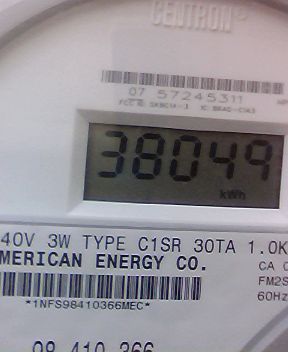 CENTRON
07 57245311
38049
kWh
40V 3W TYPE C1SR 30TA 1.0K
MERICAN ENERGY CO.
CA 0
FM2S
60Hz
*1NFS98410366MEC*
98 410 366